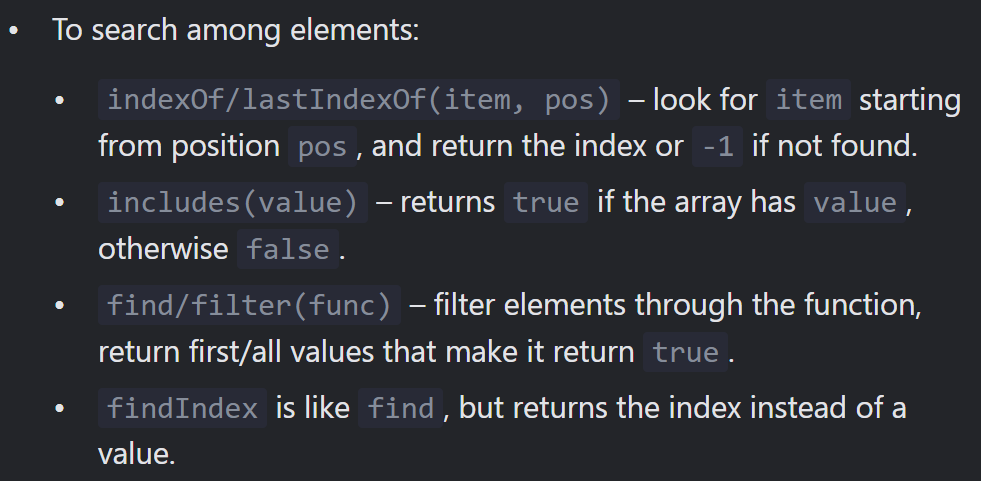 • To search among elements:
• indexOf/lastIndexOf(item, pos) – look for item starting
from position pos, and return the index or -1 if not found.
• includes(value) – returns true if the array has value,
otherwise false.
• find/filter(func) – filter elements through the function,
return first/all values that make it return true.
• findIndex is like find, but returns the index instead of a
value.